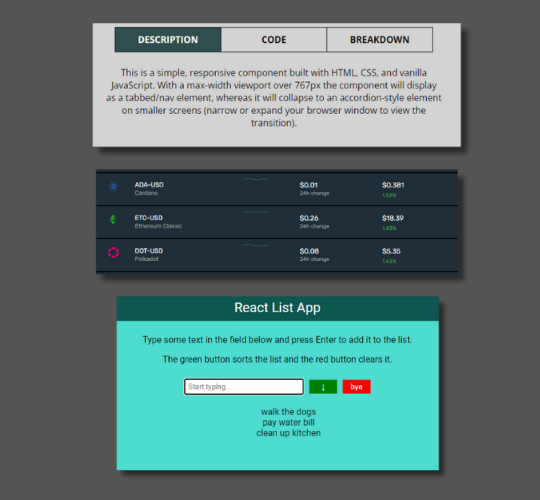 DESCRIPTION CODE BREAKDOWN
This is a simple, responsive component built with HTML, CSS, and vanilla
JavaScript. With a max-width viewport over 767px the component will display
as a tabbed/nav element, whereas it will collapse to an accordion-style element
on smaller screens (narrow or expand your browser window to view the
transition).
ADA-USD $0.01 $0.381
Cardano 24h change 1.33%
ETC-USD $0.26 $18.39
Ethereum Classic 24h change 1.43%
DOT-USD $0.08 $5.35
Polkadot 24h change 1.43%
React List App
Type some text in the field below and press Enter to add it to the list.
The green button sorts the list and the red button clears it.
Start typing... ↓ bye
walk the dogs
pay water bill
clean up kitchen